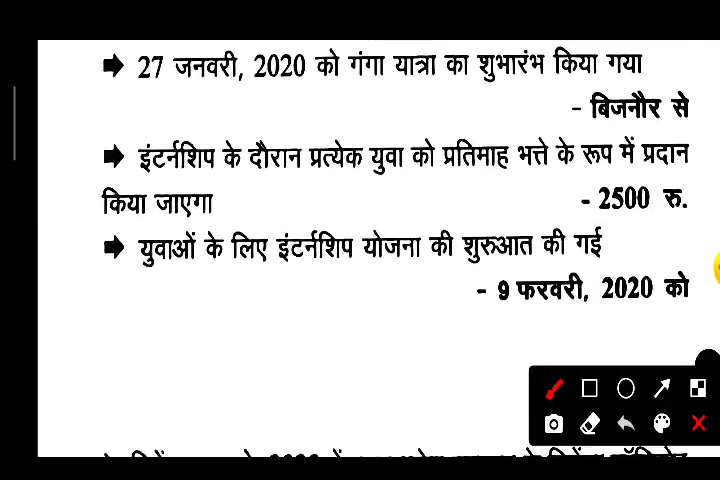 ➡ 27 जनवरी, 2020 को गंगा यात्रा का शुभारंभ किया गया
- बिजनौर से
➡ इंटर्नशिप के दौरान प्रत्येक युवा को प्रतिमाह भत्ते के रूप में प्रदान
किया जाएगा - 2500 रु.
➡ युवाओं के लिए इंटर्नशिप योजना की शुरुआत की गई
- 9 फरवरी, 2020 को